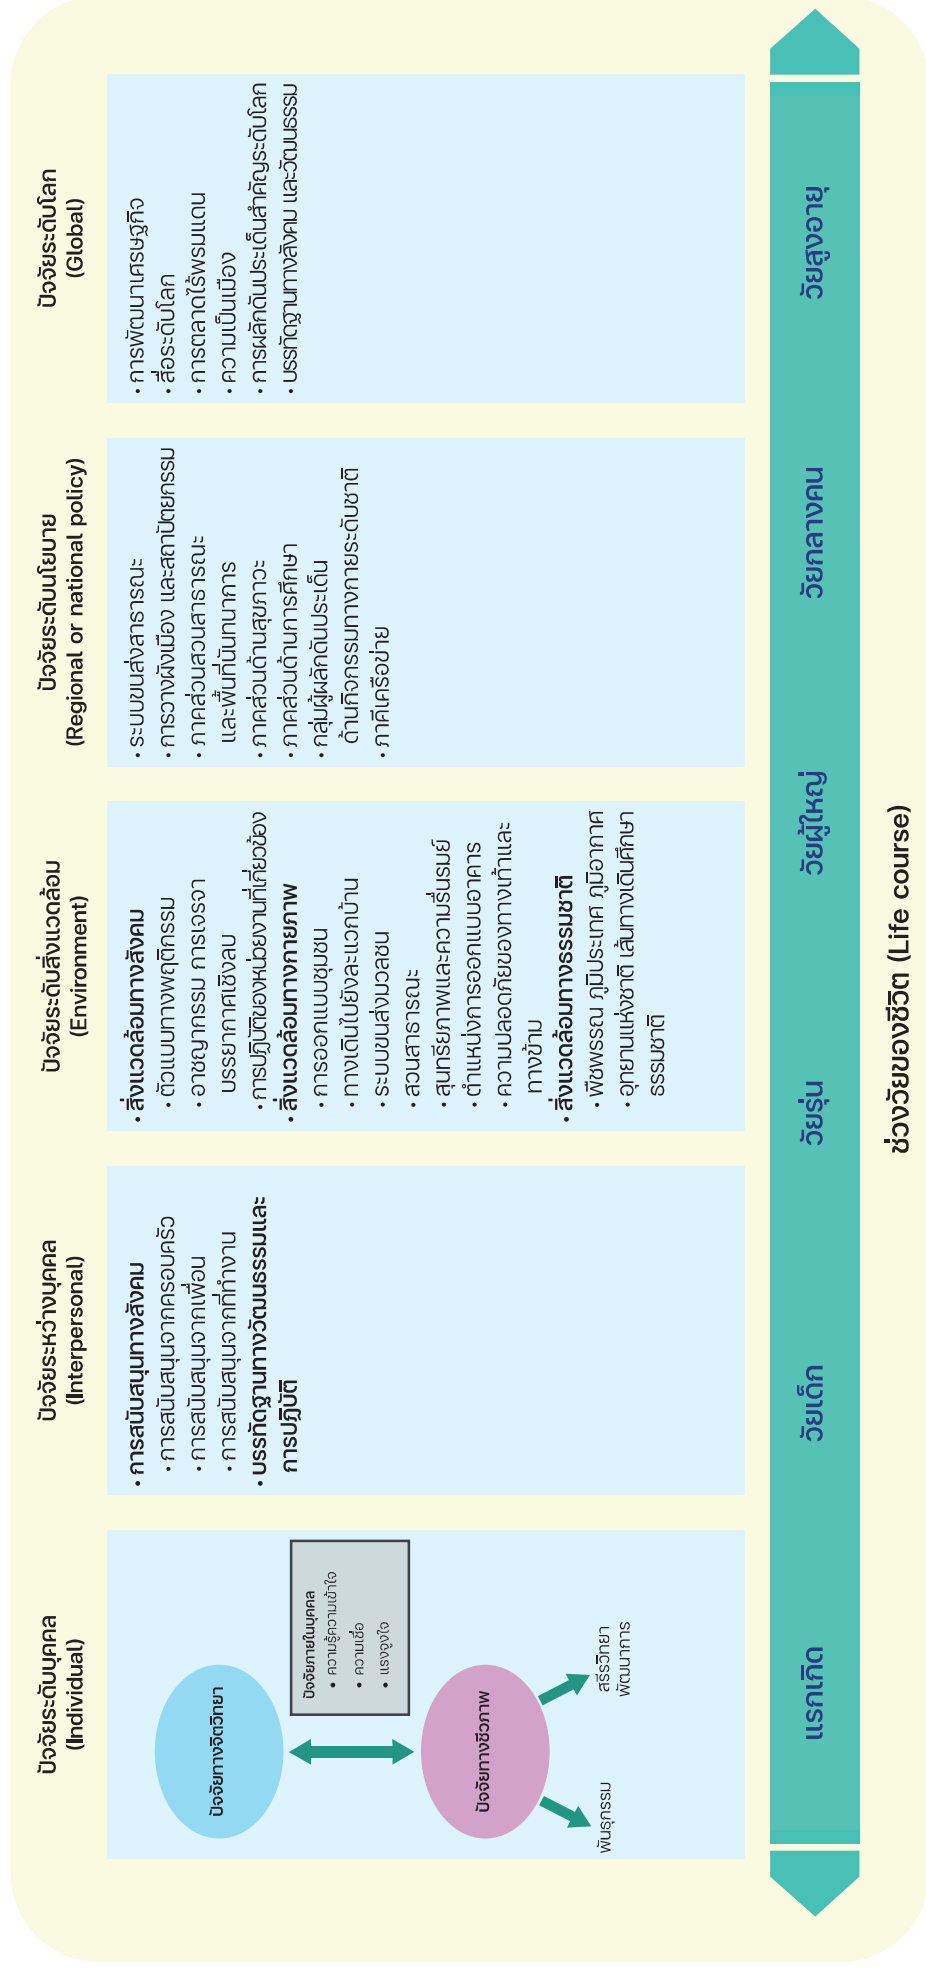 ปัจจัยระดับบุคคล
(Individual)
ปัจจัยทางจิตวิทยา
ปัจจัยภายในบุคคล
• ความรู้ความเข้าใจ
• ความเชื่อ
• แรงจูงใจ
ปัจจัยทางชีวภาพ
พันธุกรรม
สรีรวิทยา
พัฒนาการ
ปัจจัยระหว่างบุคคล
(Interpersonal)
• การสนับสนุนทางสังคม
• การสนับสนุนจากครอบครัว
• การสนับสนุนจากเพื่อน
• การสนับสนุนจากที่ทำงาน
• บรรทัดฐานทางวัฒนธรรมและ
การปฏิบัติ
ปัจจัยระดับสิ่งแวดล้อม
(Environment)
• สิ่งแวดล้อมทางสังคม
• ตัวแบบทางพฤติกรรม
• อาชญากรรม การจรจา
บรรยากาศเชิงลบ
• การปฏิบัติของหน่วยงานที่เกี่ยวข้อง
• สิ่งแวดล้อมทางกายภาพ
• การออกแบบชุมชน
• ทางเดินไปยังละแวกบ้าน
• ระบบขนส่งมวลชน
• สวนสาธารณะ
• สุนทรียภาพและความรื่นรมย์
• ตำแหน่งการออกแบบอาคาร
• ความปลอดภัยของทางเท้าและ
ทางข้าม
• สิ่งแวดล้อมทางธรรมชาติ
• พืชพรรณ ภูมิประเทศ ภูมิอากาศ
• อุทยานแห่งชาติ เส้นทางเดินศึกษา
ธรรมชาติ
ปัจจัยระดับนโยบาย
(Regional or national policy)
• ระบบขนส่งสาธารณะ
• การวางผังเมือง และสถาปัตยกรรม
• ภาคส่วนสวนสาธารณะ
และพื้นที่นันทนาการ
• ภาคส่วนด้านสุขภาวะ
• ภาคส่วนด้านการศึกษา
• กลุ่มผู้ผลักดันประเด็น
ด้านกิจกรรมทางกายระดับชาติ
• ภาคีเครือข่าย
ปัจจัยระดับโลก
(Global)
• การพัฒนาเศรษฐกิจ
• สื่อระดับโลก
• การตลาดไร้พรมแดน
• ความเป็นเมือง
• การผลักดันประเด็นสำคัญระดับโลก
• บรรทัดฐานทางสังคม และวัฒนธรรม
แรกเกิด
วัยเด็ก
วัยรุ่น
วัยผู้ใหญ่
วัยกลางคน
วัยสูงอายุ
ช่วงวัยของชีวิต (Life course)